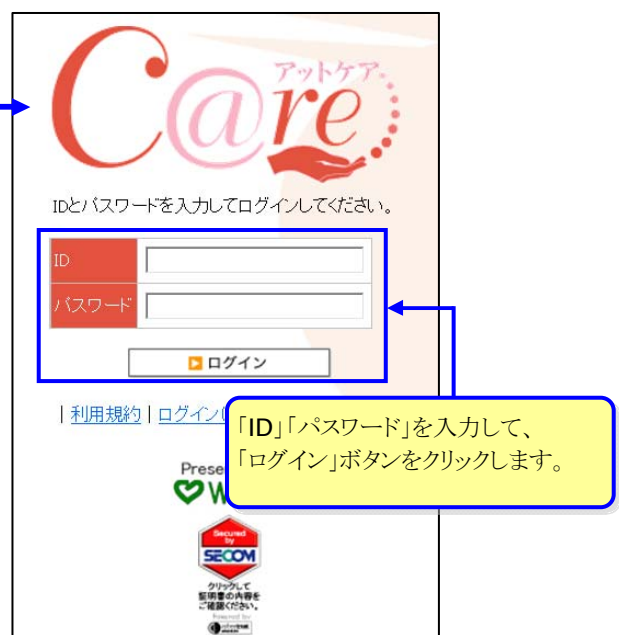 アットケア
C@re
IDとパスワードを入力してログインしてください。
ID
パスワード
ログイン
|利用規約|ログイン
「ID」「パスワード」を入力して、
「ログイン」ボタンをクリックします。
Prese
W
Secured
by
SECOM
クリックして
証明書の内容を
ご確認ください。
Powered by